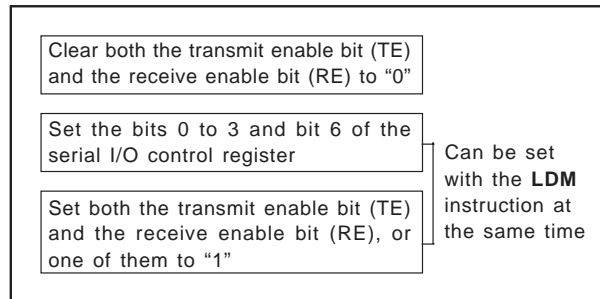 Clear both the transmit enable bit (TE)
and the receive enable bit (RE) to “0”
Set the bits 0 to 3 and bit 6 of the
serial I/O control register
Set both the transmit enable bit (TE)
and the receive enable bit (RE), or
one of them to “1”
Can be set
with the LDM
instruction at
the same time